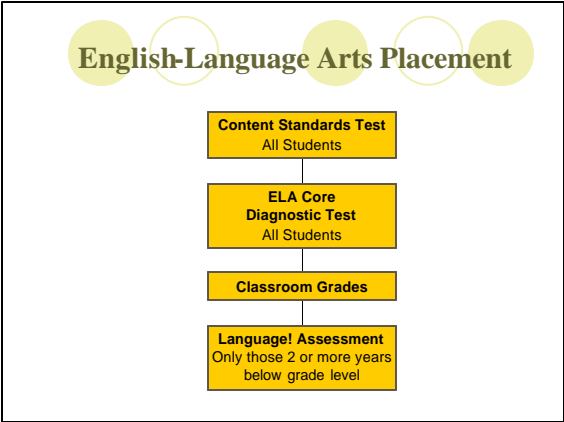 English-Language Arts Placement
Content Standards Test
All Students
ELA Core
Diagnostic Test
All Students
Classroom Grades
Language! Assessment
Only those 2 or more years
below grade level